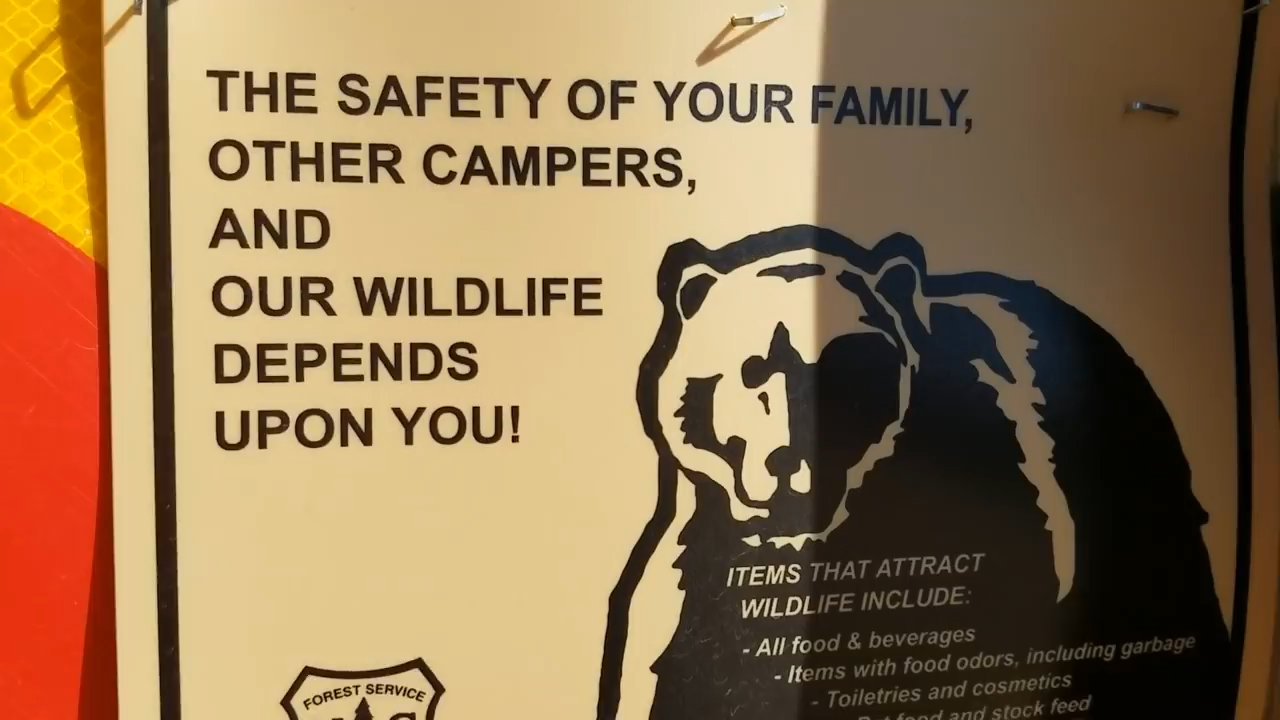 THE SAFETY OF YOUR FAMILY,
OTHER CAMPERS,
AND
OUR WILDLIFE
DEPENDS
UPON YOU!
ITEMS THAT ATTRACT
WILDLIFE INCLUDE:
- All food & beverages
- Items with food odors, including garbage
- Toiletries and cosmetics
- Pet food and stock feed
FOREST SERVICE